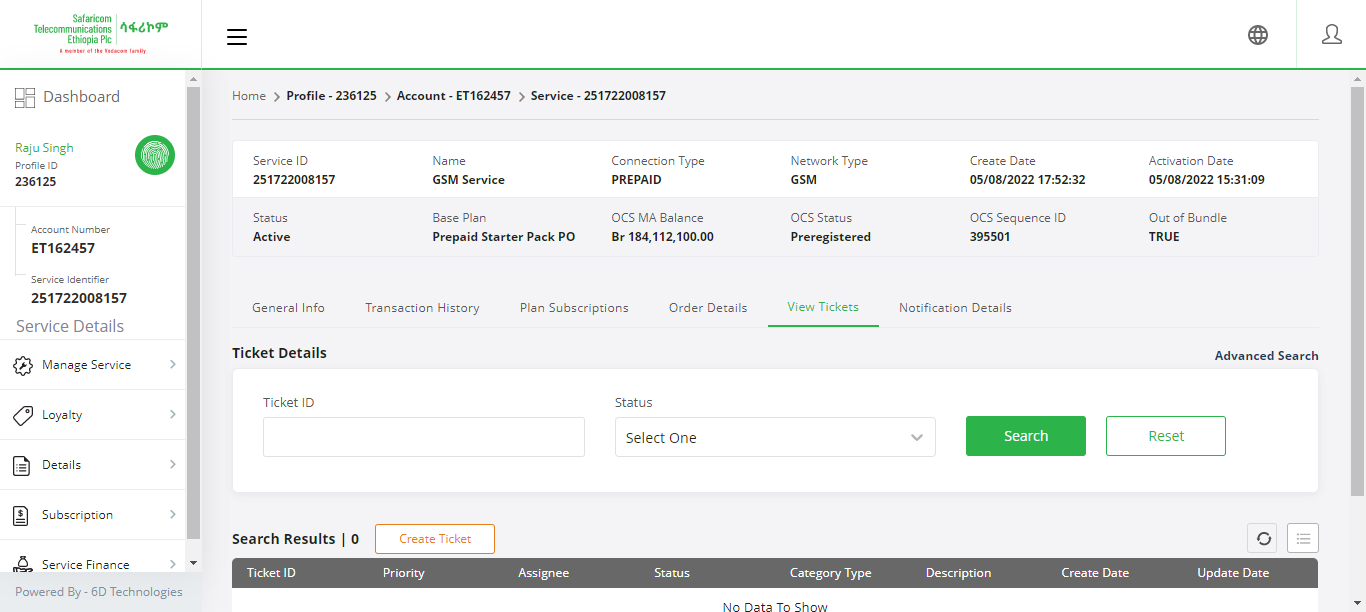 Safaricom
Telecommunications
Ethiopia Plc
ሳፋሪኮም
A member of the Vodacom family
Dashboard
Raju Singh
Profile ID
236125
Account Number
ET162457
Service Identifier
251722008157
Service Details
Manage Service
Loyalty
Details
Subscription
Service Finance
Powered By - 6D Technologies
Home > Profile - 236125 > Account - ET162457 > Service - 251722008157
Service ID Name Connection Type Network Type Create Date Activation Date
251722008157 GSM Service PREPAID GSM 05/08/2022 17:52:32 05/08/2022 15:31:09
Status Base Plan OCS MA Balance OCS Status OCS Sequence ID Out of Bundle
Active Prepaid Starter Pack PO Br 184,112,100.00 Preregistered 395501 TRUE
General Info Transaction History Plan Subscriptions Order Details View Tickets Notification Details
Ticket Details Advanced Search
Ticket ID Status
Select One Search Reset
Search Results | 0 Create Ticket
Ticket ID Priority Assignee Status Category Type Description Create Date Update Date
No Data To Show